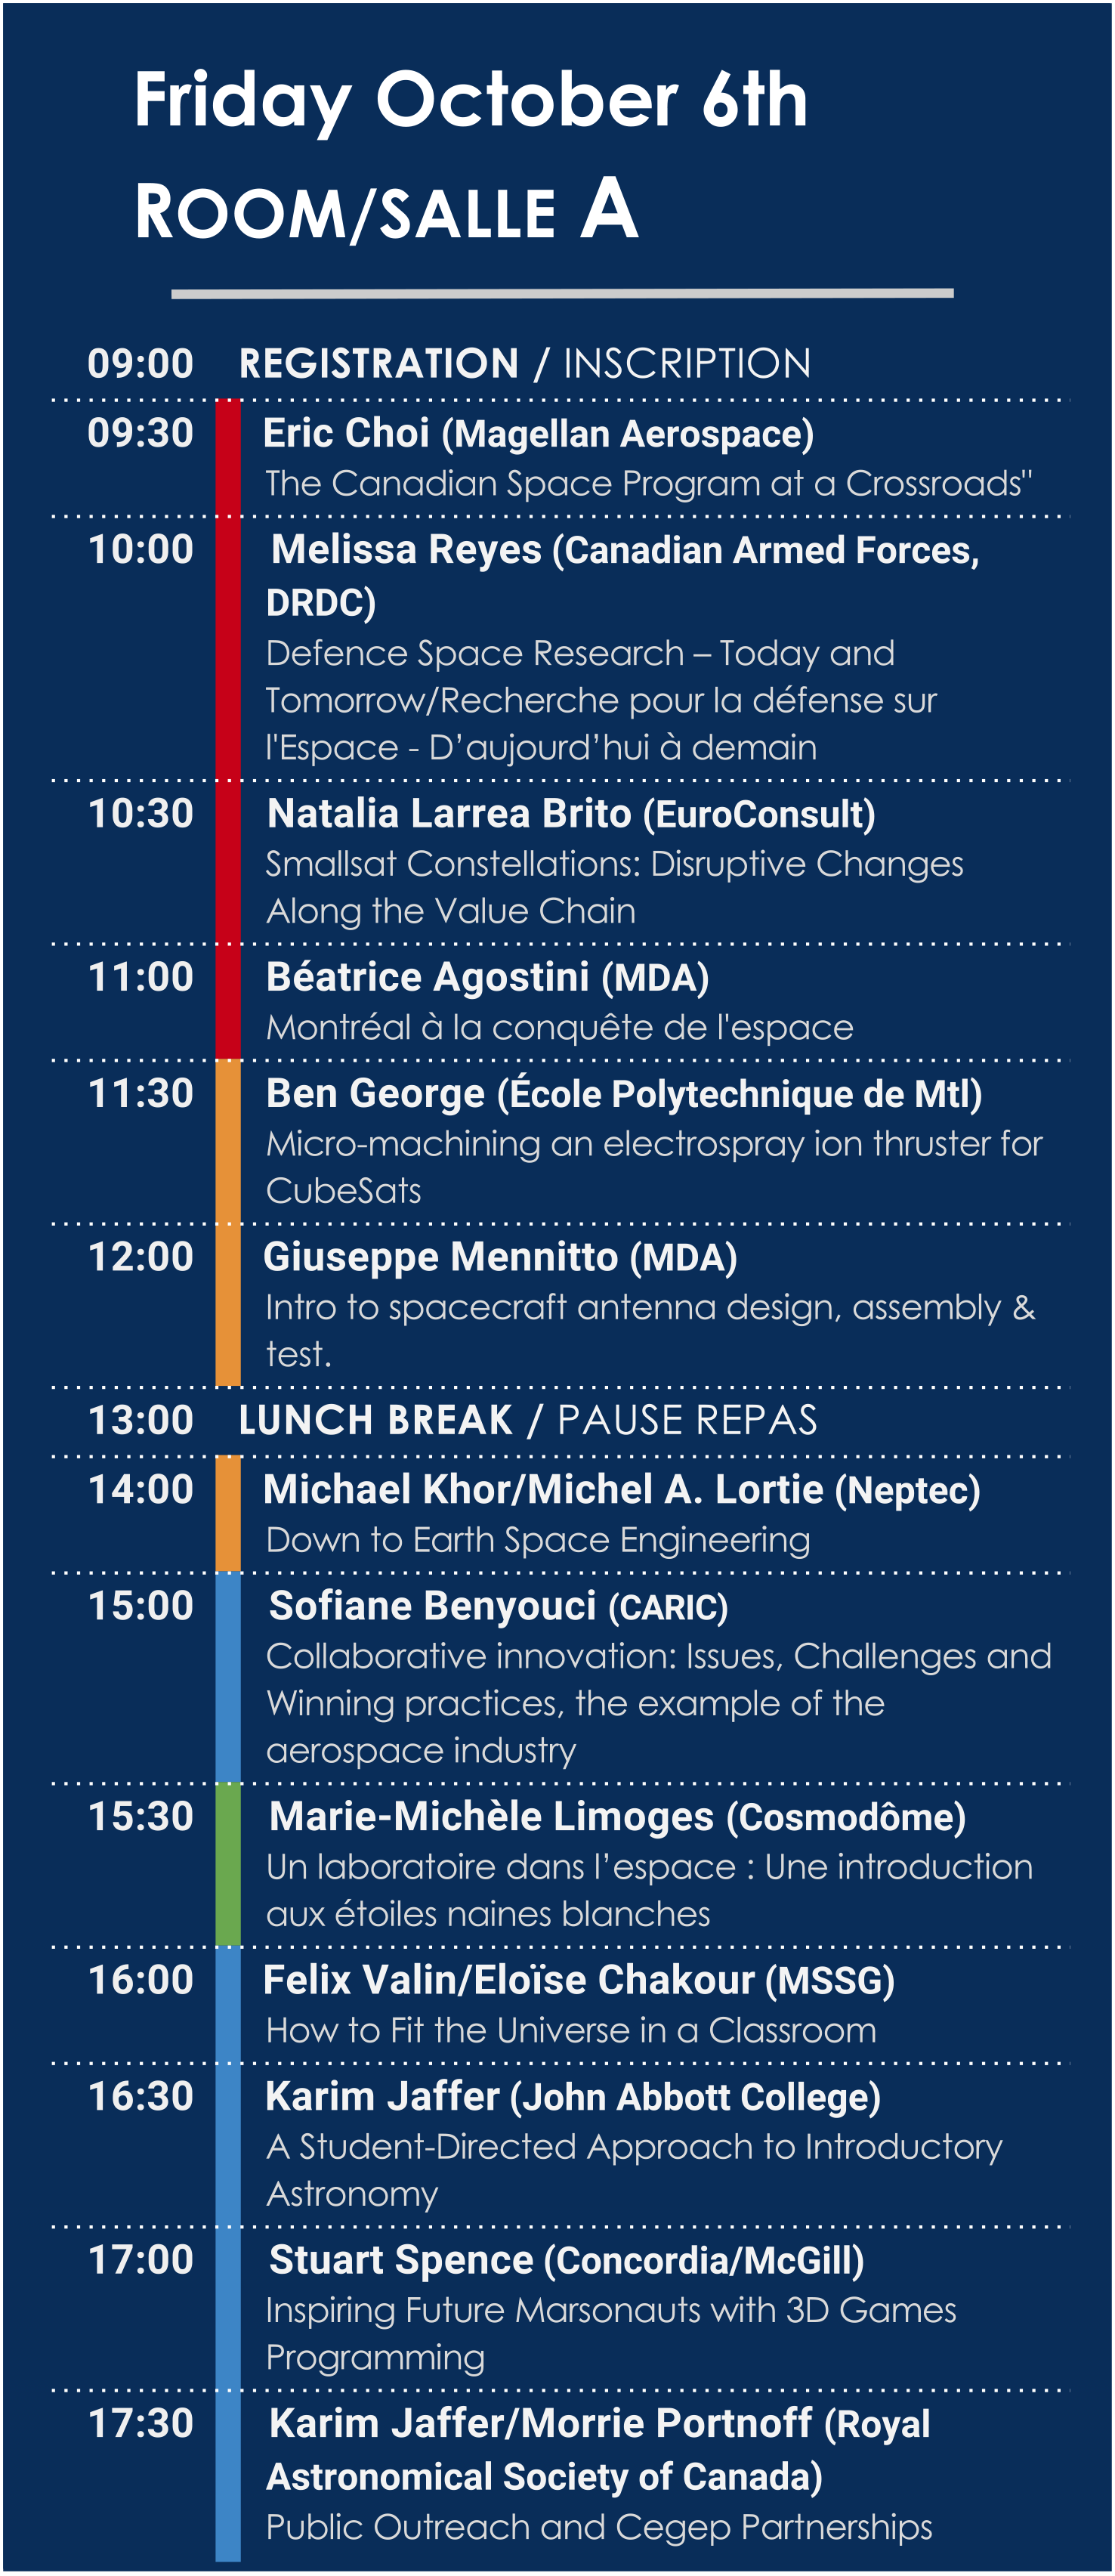 Friday October 6th
ROOM/SALLE A
09:00 REGISTRATION / INSCRIPTION
09:30 Eric Choi (Magellan Aerospace)
The Canadian Space Program at a Crossroads"
10:00 Melissa Reyes (Canadian Armed Forces,
DRDC)
Defence Space Research – Today and
Tomorrow/Recherche pour la défense sur
l'Espace - D’aujourd’hui à demain
10:30 Natalia Larrea Brito (EuroConsult)
Smallsat Constellations: Disruptive Changes
Along the Value Chain
11:00 Béatrice Agostini (MDA)
Montréal à la conquête de l'espace
11:30 Ben George (École Polytechnique de Mtl)
Micro-machining an electrospray ion thruster for
CubeSats
12:00 Giuseppe Mennitto (MDA)
Intro to spacecraft antenna design, assembly &
test.
13:00 LUNCH BREAK / PAUSE REPAS
14:00 Michael Khor/Michel A. Lortie (Neptec)
Down to Earth Space Engineering
15:00 Sofiane Benyouci (CARIC)
Collaborative innovation: Issues, Challenges and
Winning practices, the example of the
aerospace industry
15:30 Marie-Michèle Limoges (Cosmodôme)
Un laboratoire dans l’espace : Une introduction
aux étoiles naines blanches
16:00 Felix Valin/Eloïse Chakour (MSSG)
How to Fit the Universe in a Classroom
16:30 Karim Jaffer (John Abbott College)
A Student-Directed Approach to Introductory
Astronomy
17:00 Stuart Spence (Concordia/McGill)
Inspiring Future Marsonauts with 3D Games
Programming
17:30 Karim Jaffer/Morrie Portnoff (Royal
Astronomical Society of Canada)
Public Outreach and Cegep Partnerships